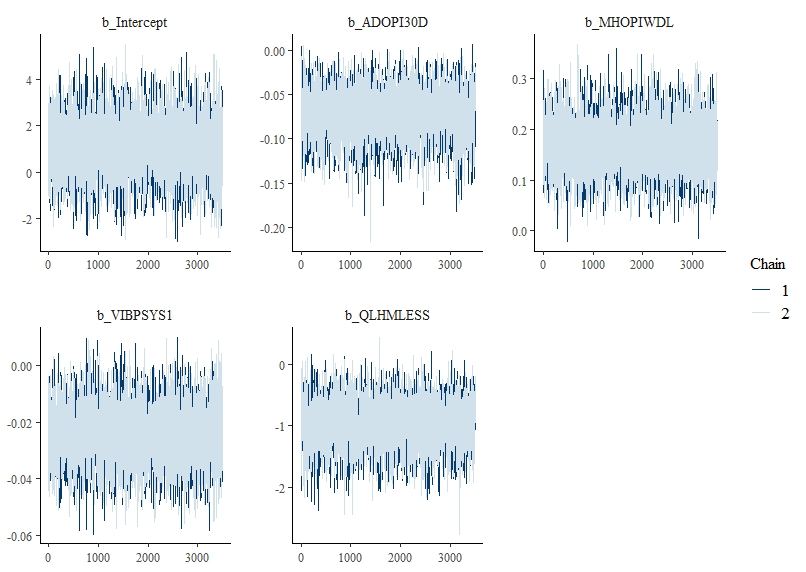 b_Intercept
4
2
0
-2
0 1000 2000 3000
b_ADOPI30D
0.00
-0.05
-0.10
-0.15
-0.20
0 1000 2000 3000
b_MHOPIWDL
0.3
0.2
0.1
0.0
0 1000 2000 3000
b_VIBPSYS1
0.00
-0.02
-0.04
-0.06
0 1000 2000 3000
b_QLHMLESS
0
-1
-2
0 1000 2000 3000
Chain
1
2